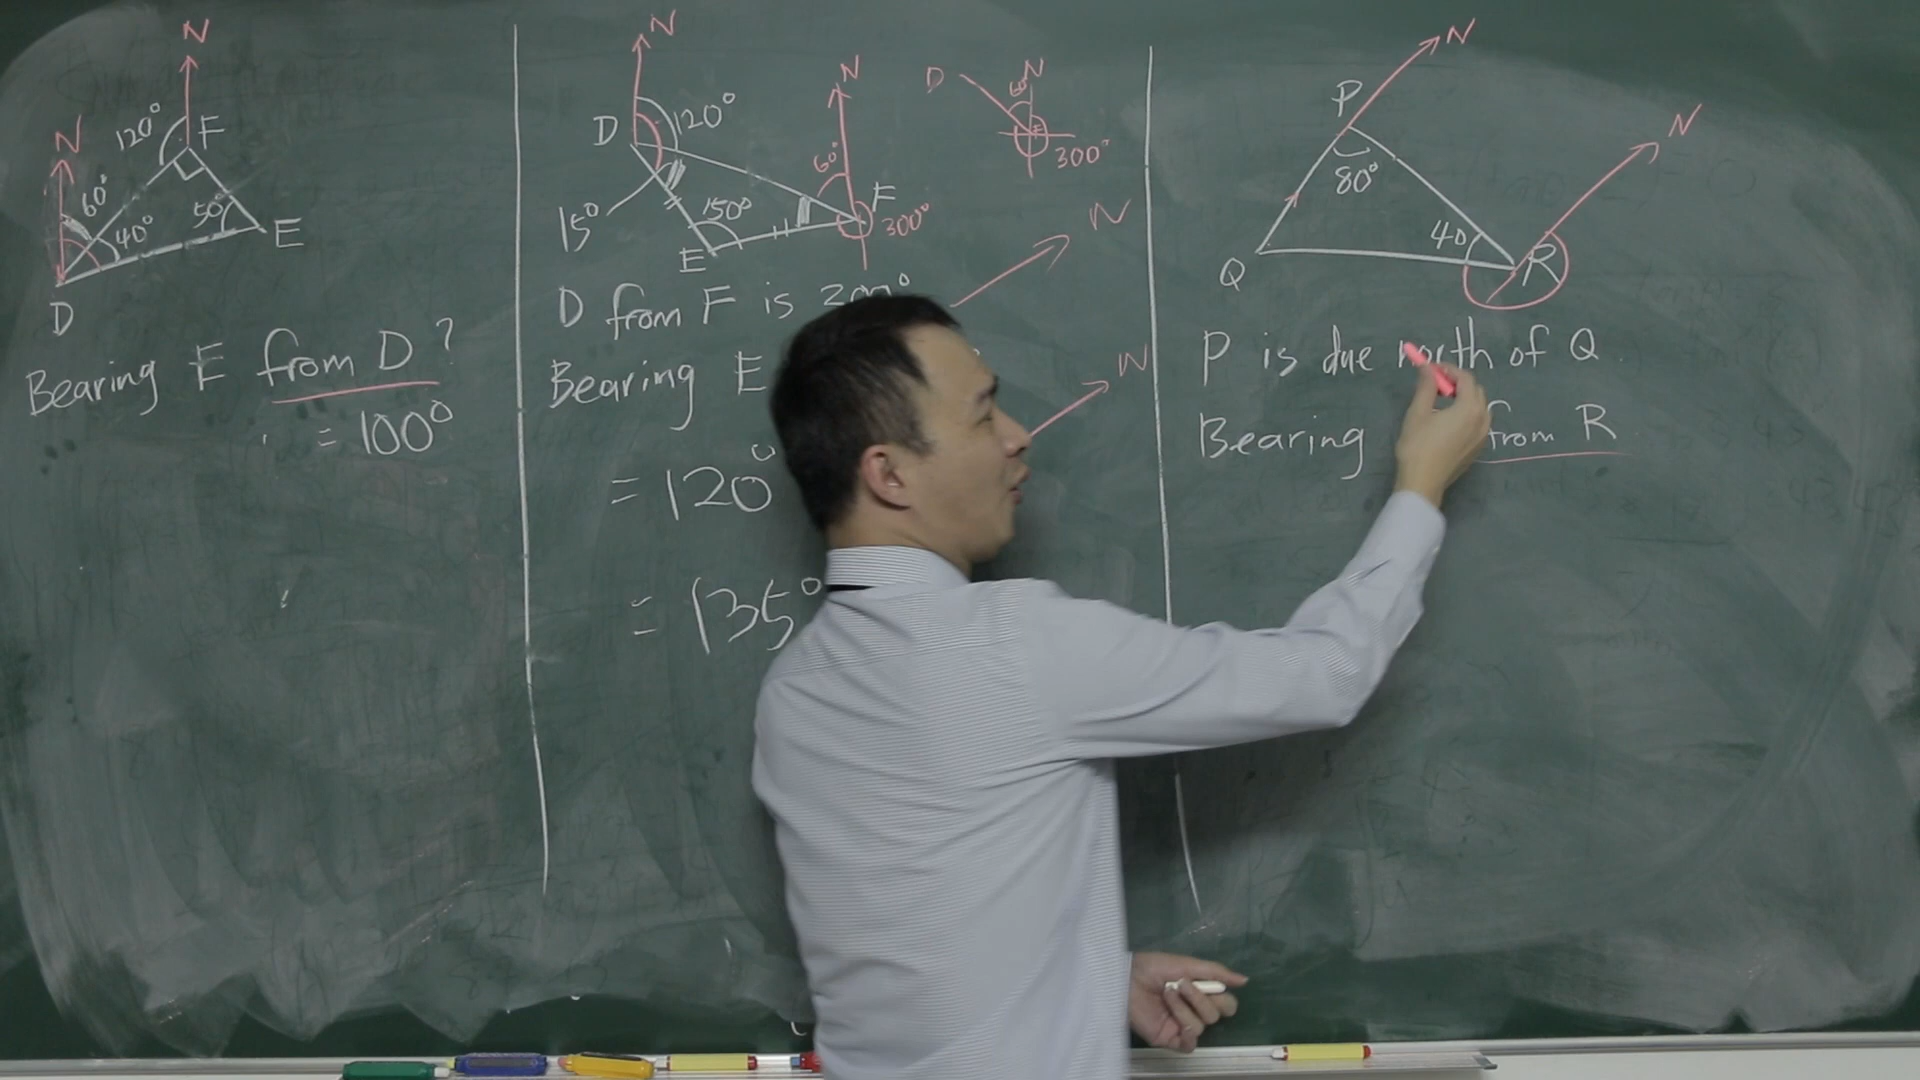 N
120°
F
N
60°
40°
50°
E
D
Bearing E from D?
= 100°
N
D
120°
15°
150°
E
N
60°
F
300°
D
N
60°
F
300°
D from F is
N
Bearing E
N
= 120°
= 135°
N
P
80°
N
40
Q
R
P is due north of Q.
Bearing from R